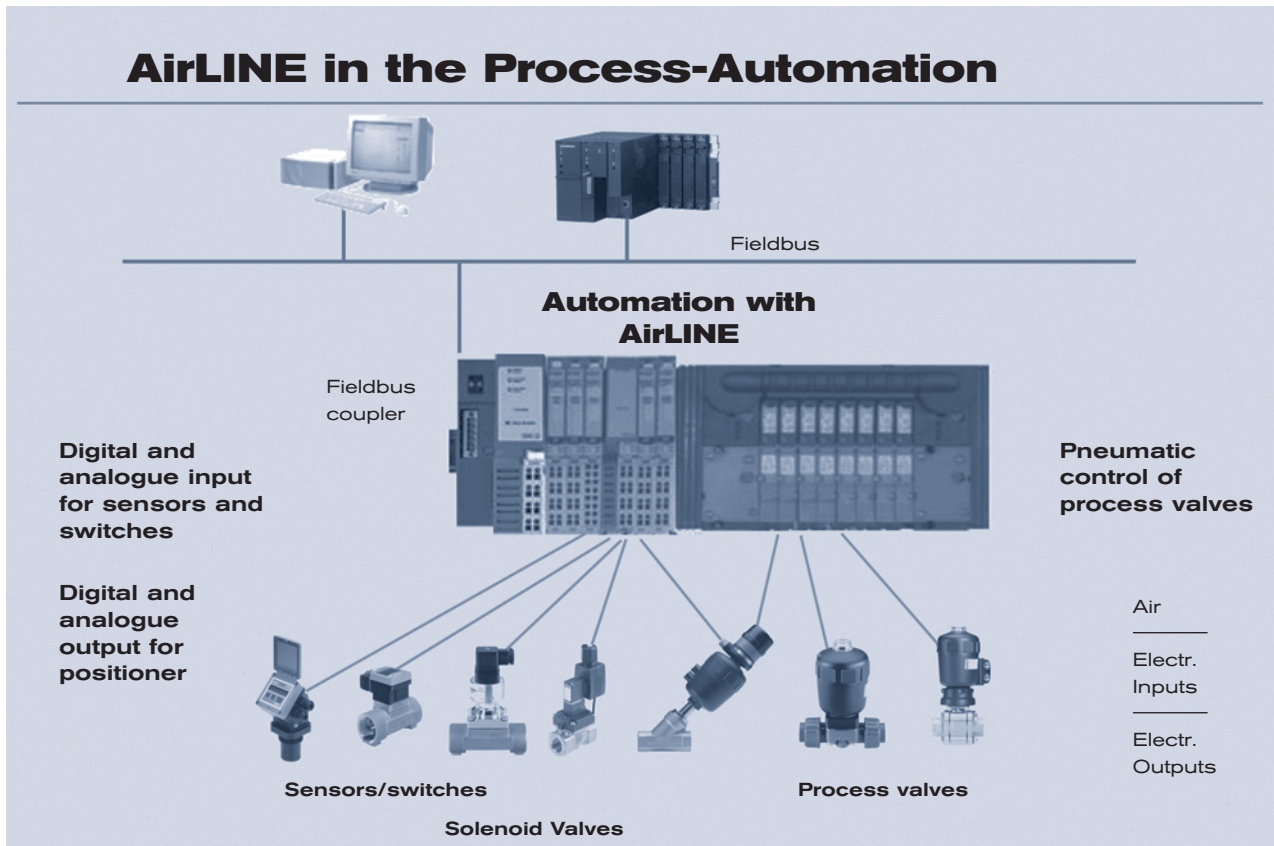 AirLINE in the Process-Automation
Fieldbus
Automation with
AirLINE
Fieldbus
coupler
Digital and
analogue input
for sensors and
switches
Pneumatic
control of
process valves
Digital and
analogue
output for
positioner
Air
Electr.
Inputs
Electr.
Outputs
Sensors/switches
Process valves
Solenoid Valves